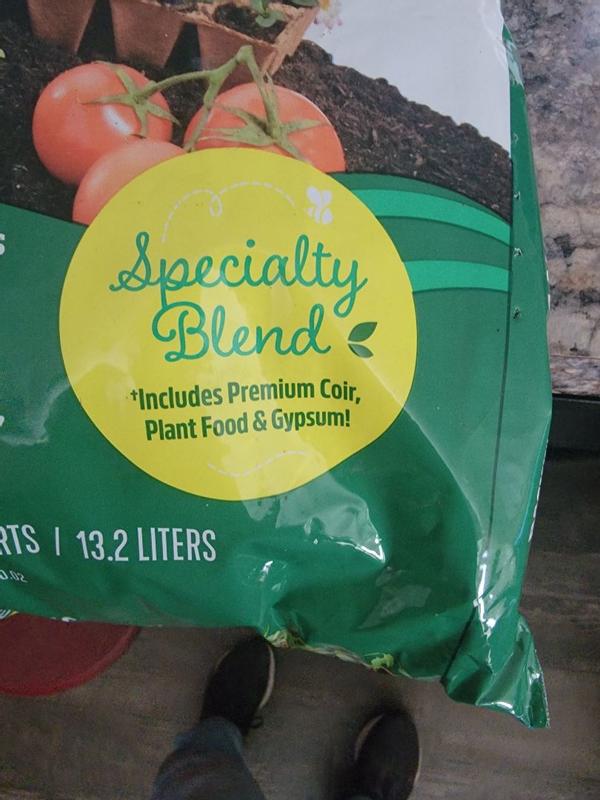 Specialty
Blend
†Includes Premium Coir,
Plant Food & Gypsum!
RTS | 13.2 LITERS